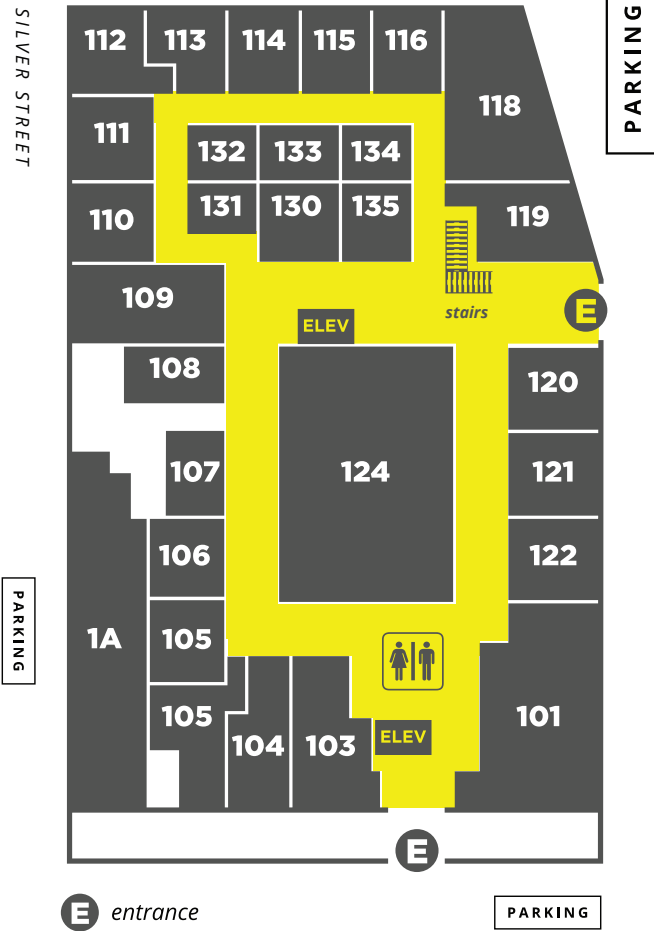 SILVER STREET
PARKING
112 113 114 115 116
118
111
132 133 134
131 130 135
110
119
109
stairs
E
ELEV
108
120
107
124
121
106
122
PARKING
1A
105
105
101
104
103
ELEV
E
E entrance
PARKING